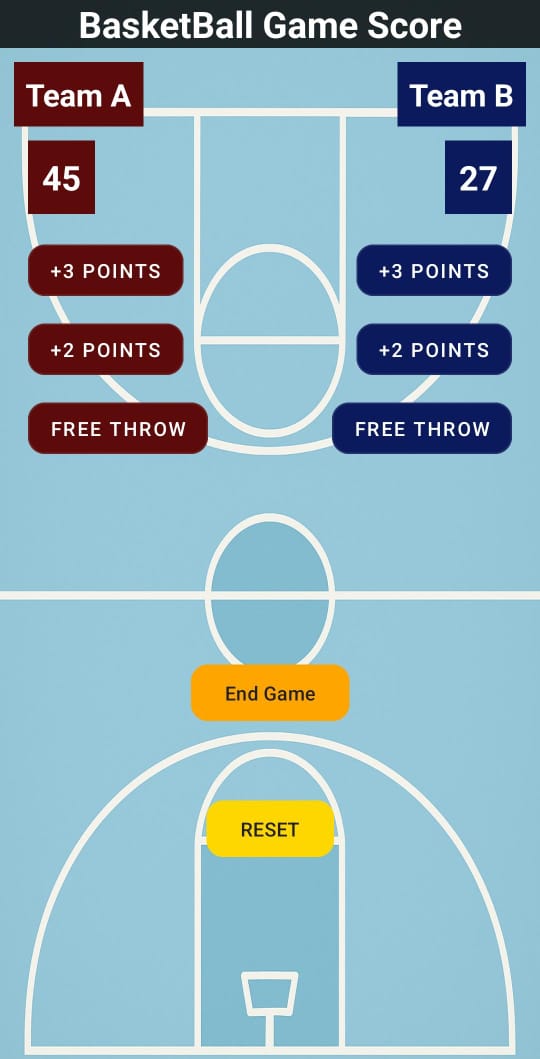 BasketBall Game Score
Team A
Team B
45
27
+3 POINTS
+3 POINTS
+2 POINTS
+2 POINTS
FREE THROW
FREE THROW
End Game
RESET